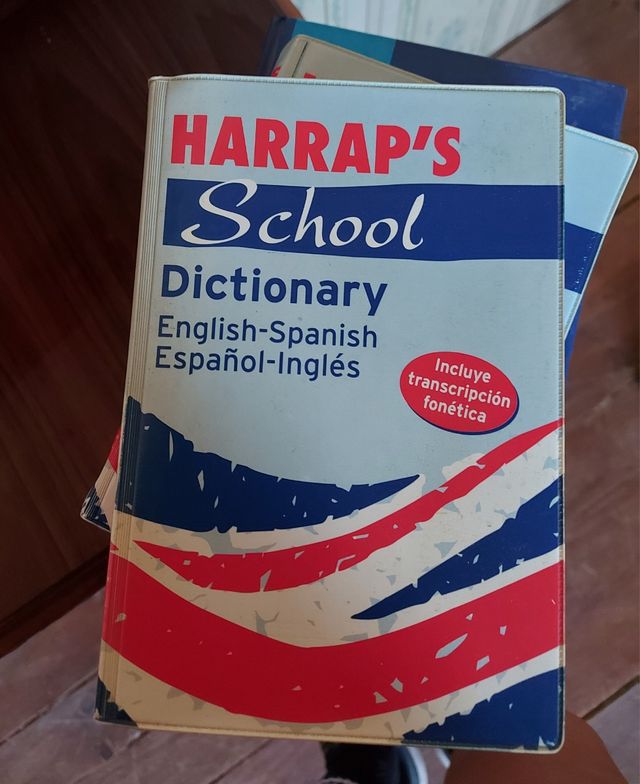 HARRAP'S
School
Dictionary
English-Spanish
Español-Inglés
Incluye
transcripción
fonética